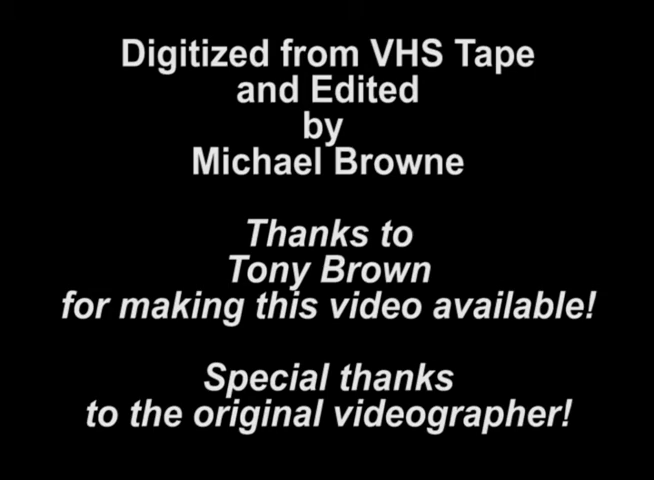 Digitized from VHS Tape
and Edited
by
Michael Browne
Thanks to
Tony Brown
for making this video available!
Special thanks
to the original videographer!